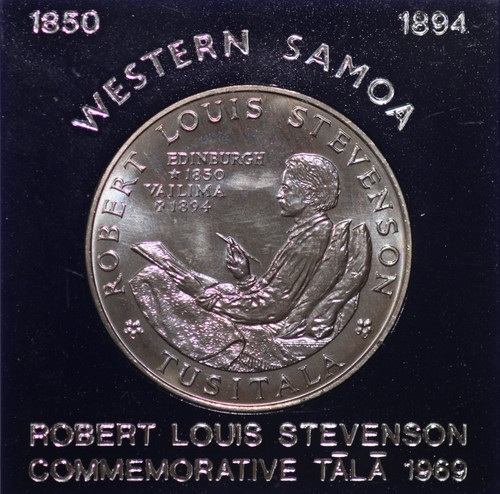 1850 1894
WESTERN SAMOA
ROBERT LOUIS STEVENSON
EDINBURGH
* 1850
VAILIMA
✞ 1894
TUSITALA
ROBERT LOUIS STEVENSON
COMMEMORATIVE TĀLĀ 1969